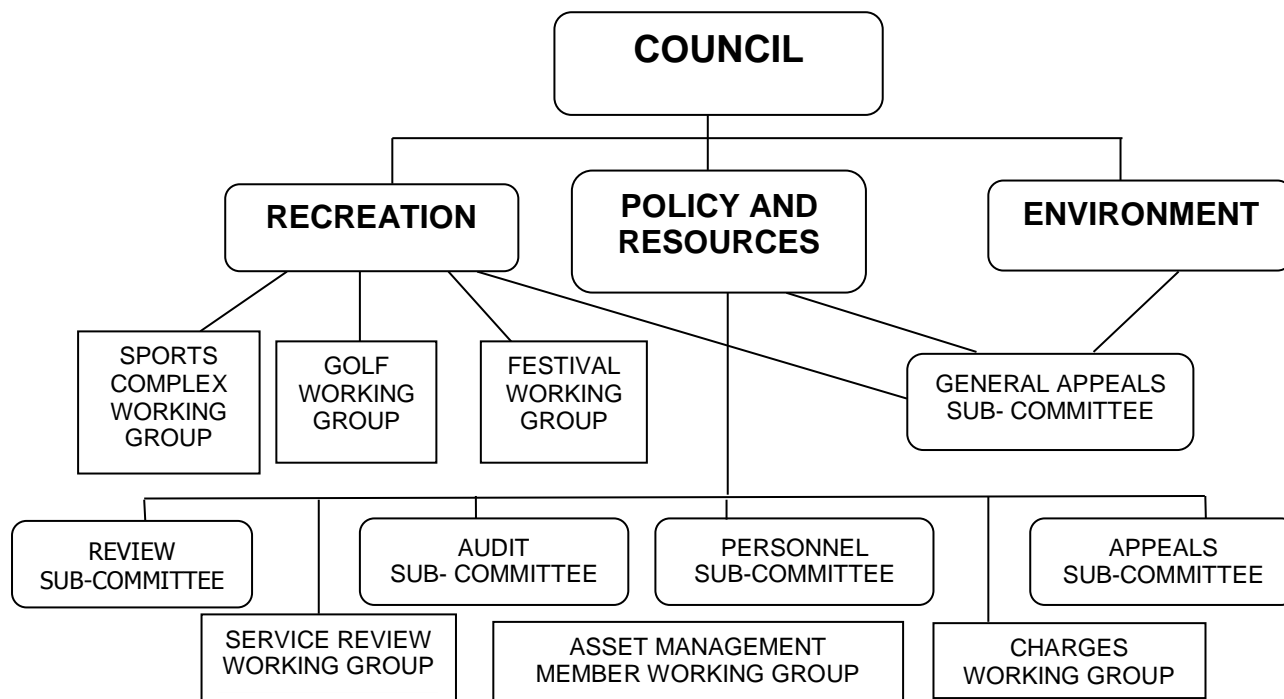 COUNCIL
RECREATION
POLICY AND
RESOURCES
ENVIRONMENT
SPORTS
COMPLEX
WORKING
GROUP
GOLF
WORKING
GROUP
FESTIVAL
WORKING
GROUP
GENERAL APPEALS
SUB- COMMITTEE
REVIEW
SUB-COMMITTEE
AUDIT
SUB- COMMITTEE
PERSONNEL
SUB-COMMITTEE
APPEALS
SUB-COMMITTEE
SERVICE REVIEW
WORKING GROUP
ASSET MANAGEMENT
MEMBER WORKING GROUP
CHARGES
WORKING GROUP